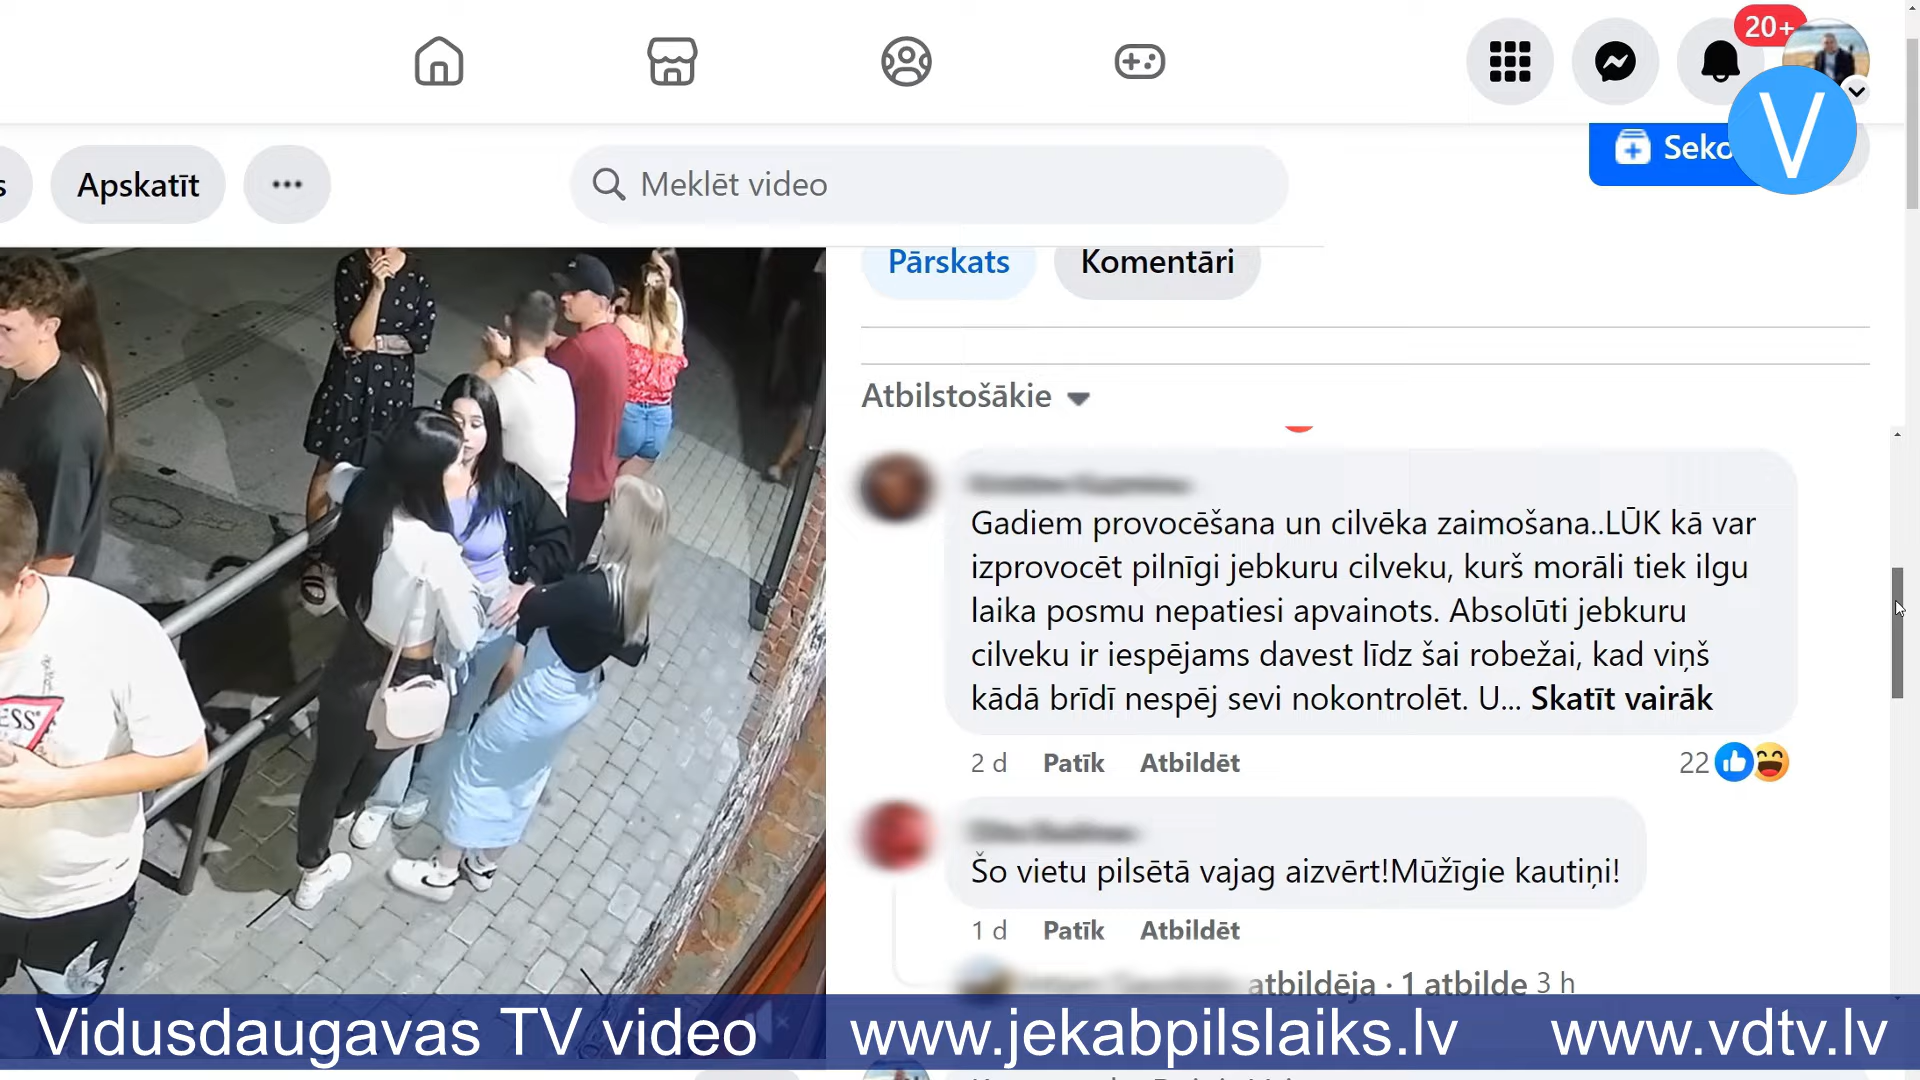 20+
V
s
Apskatīt
Meklēt video
Seko
Pārskats
Komentāri
Atbilstošākie
Gadiem provocēšana un cilvēka zaimošana..LŪK kā var
izprovocēt pilnīgi jebkuru cilveku, kurš morāli tiek ilgu
laika posmu nepatiesi apvainots. Absolūti jebkuru
cilveku ir iespējams davest līdz šai robežai, kad viņš
kādā brīdī nespēj sevi nokontrolēt. U... Skatīt vairāk
2 d Patīk Atbildēt 22
Šo vietu pilsētā vajag aizvērt!Mūžīgie kautiņi!
1 d Patīk Atbildēt
atbildēja · 1 atbilde 3 h
ESS
Vidusdaugavas TV video www.jekabpilslaiks.lv www.vdtv.lv